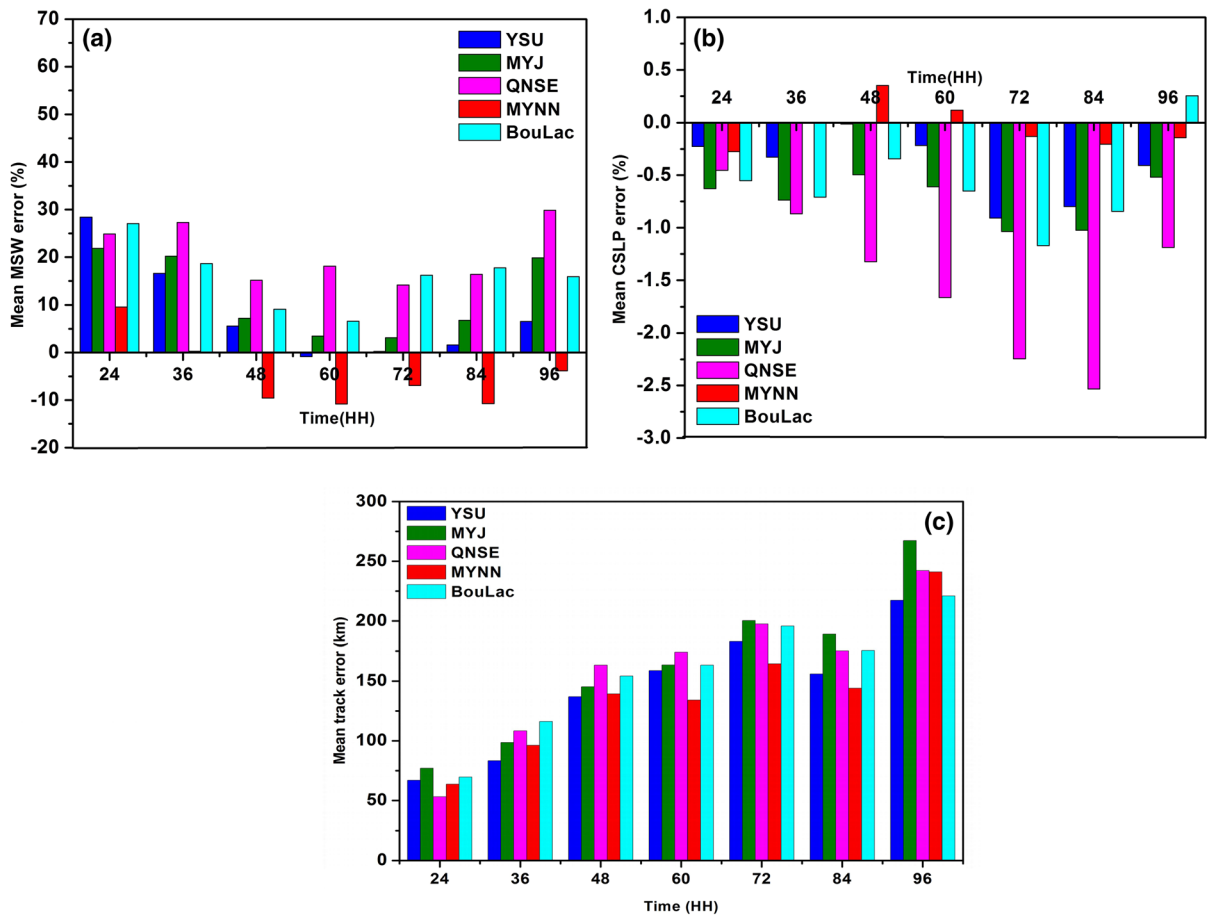 (a)
YSU
MYJ
QNSE
MYNN
BouLac
70
60
50
40
30
20
10
0
-10
-20
Mean MSW error (%)
24 36 48 60 72 84 96
Time(HH)
(b)
1.0
0.5
0.0
-0.5
-1.0
-1.5
-2.0
-2.5
-3.0
Mean CSLP error (%)
Time(HH)
24 36 48 60 72 84 96
YSU
MYJ
QNSE
MYNN
BouLac
(c)
YSU
MYJ
QNSE
MYNN
BouLac
300
250
200
150
100
50
0
Mean track error (km)
24 36 48 60 72 84 96
Time (HH)